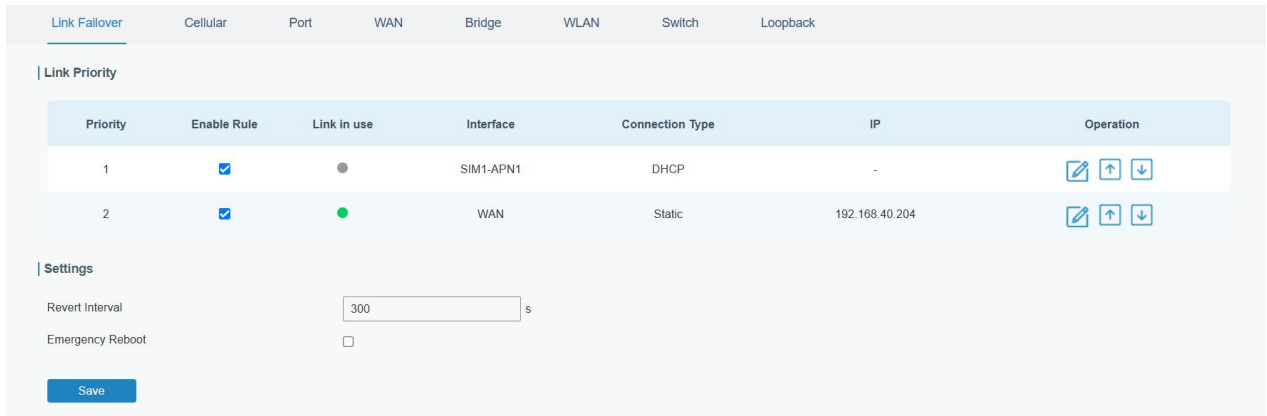 Link Failover Cellular Port WAN Bridge WLAN Switch Loopback
Link Priority
Priority Enable Rule Link in use Interface Connection Type IP Operation
1 SIM1-APN1 DHCP -
2 WAN Static 192.168.40.204
Settings
Revert Interval 300 s
Emergency Reboot
Save